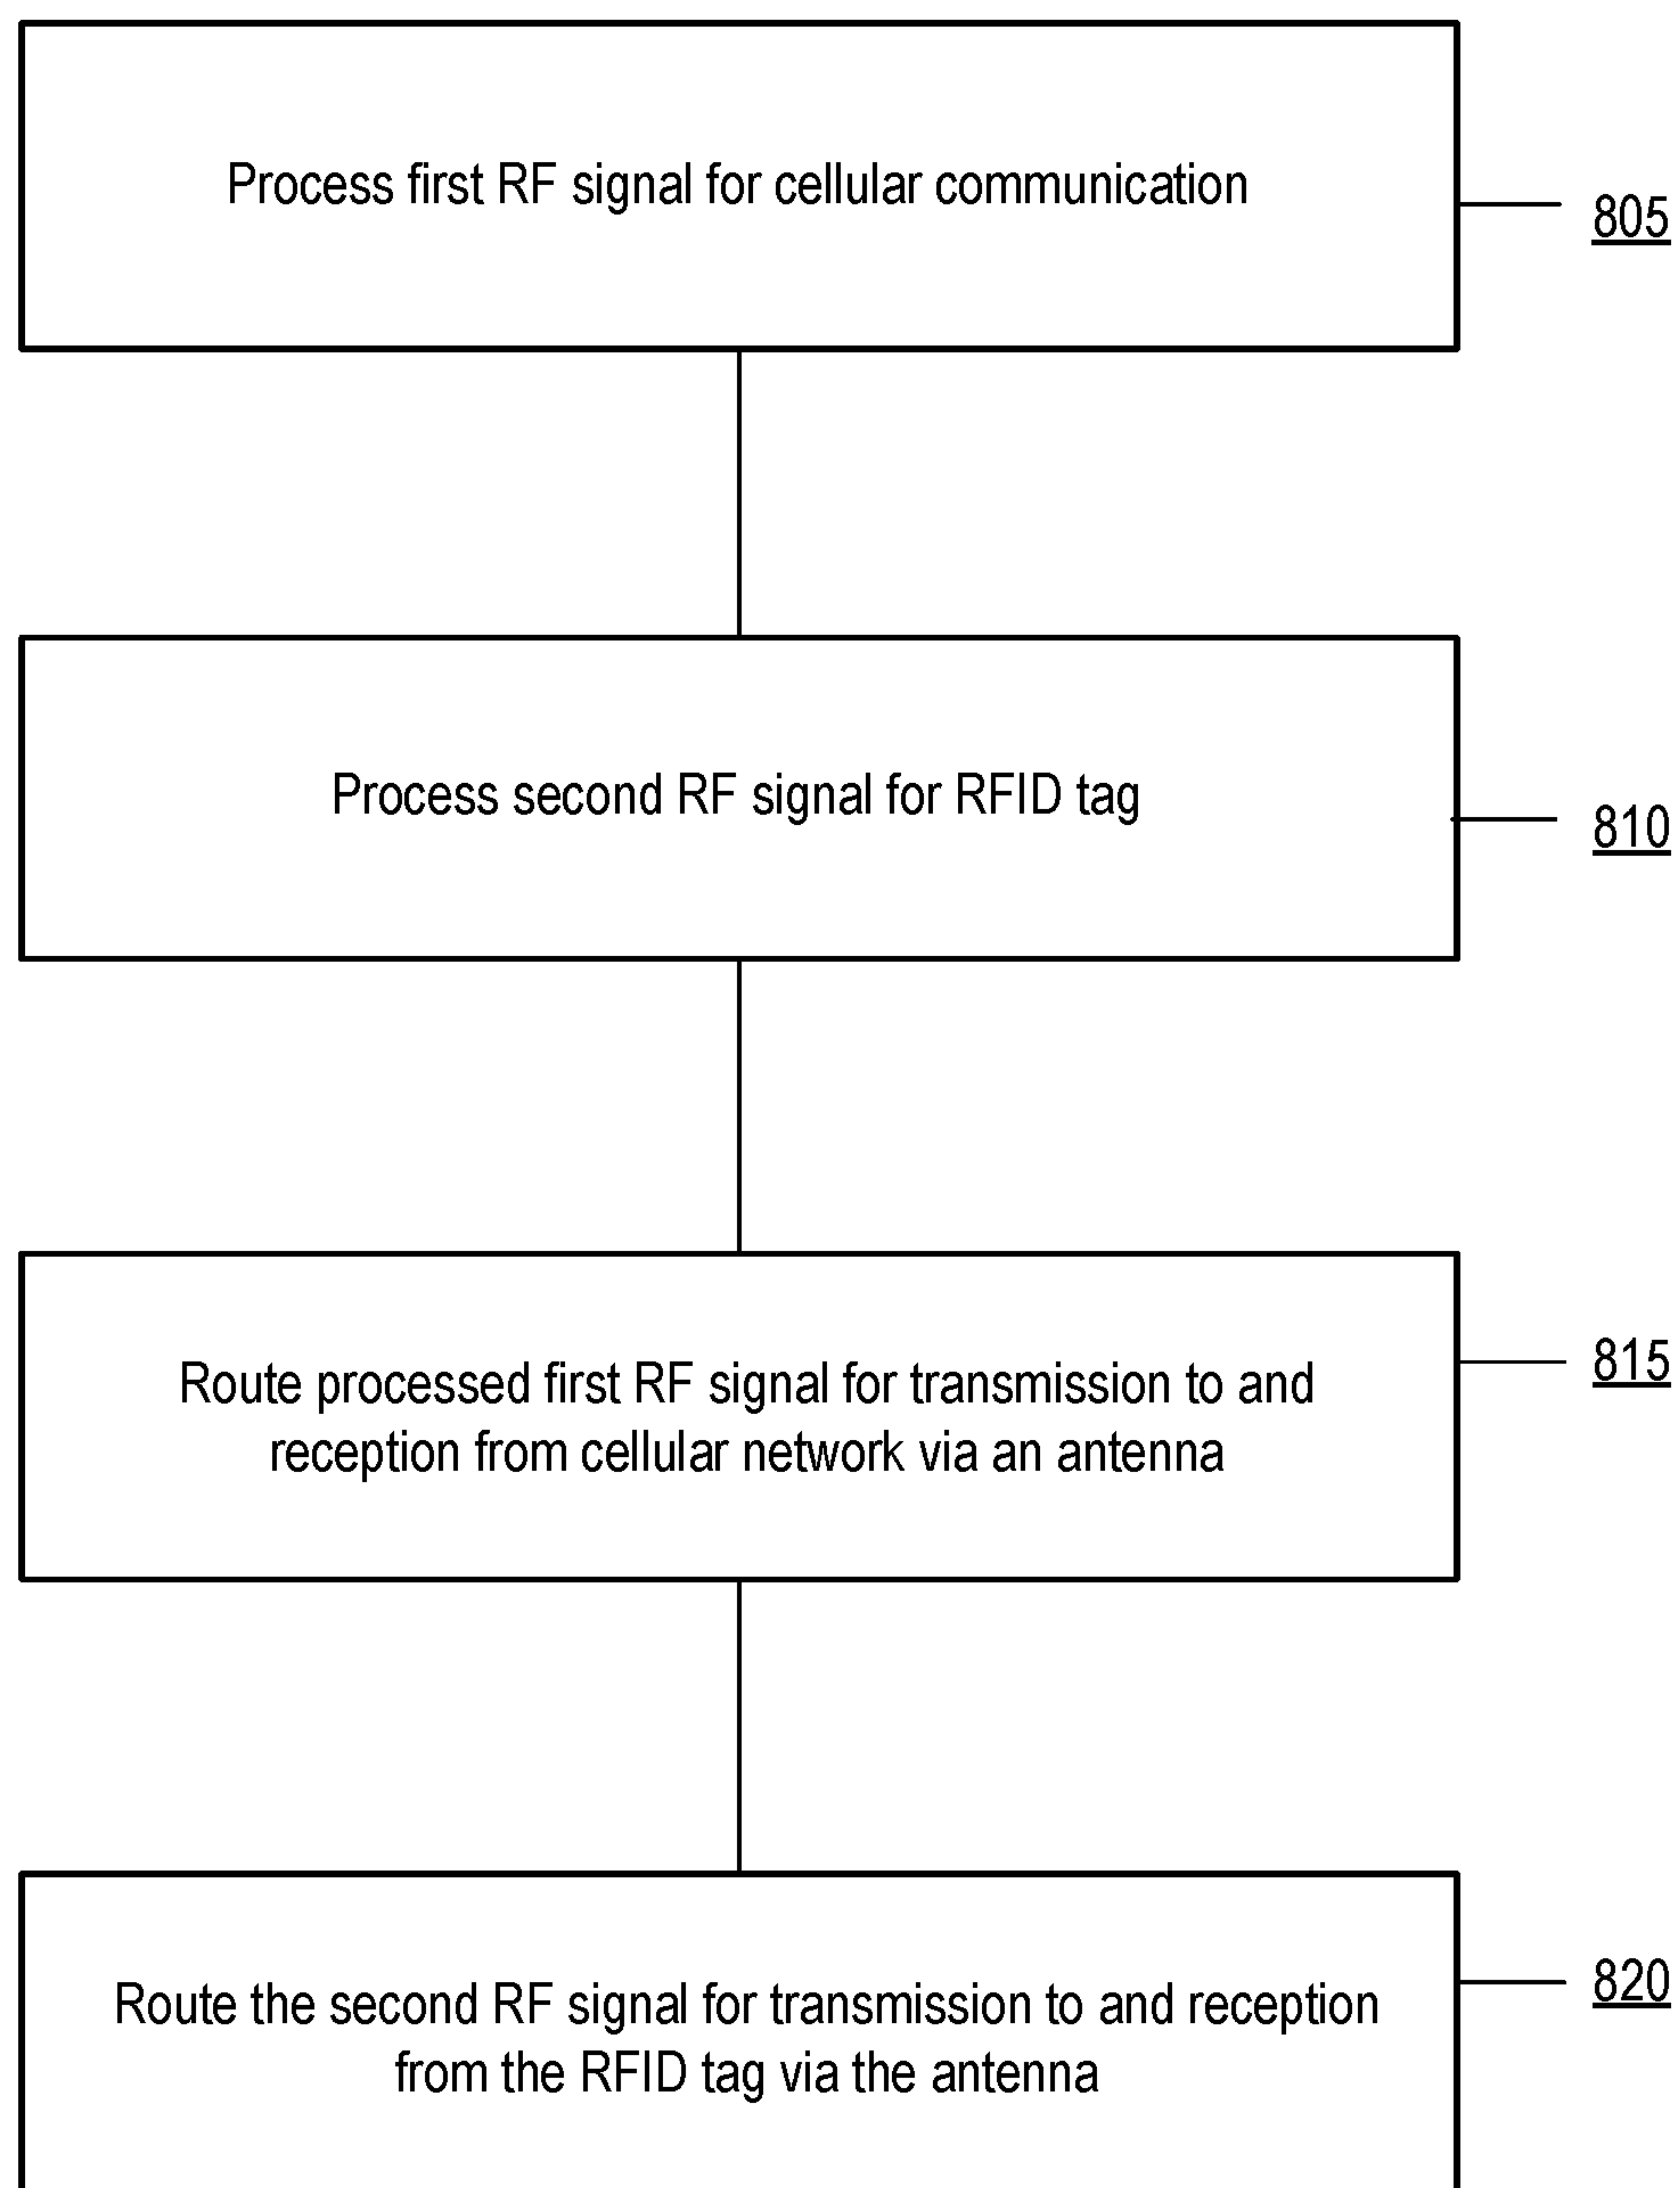 Process first RF signal for cellular communication
805
Process second RF signal for RFID tag
810
Route processed first RF signal for transmission to and
reception from cellular network via an antenna
815
Route the second RF signal for transmission to and reception
from the RFID tag via the antenna
820